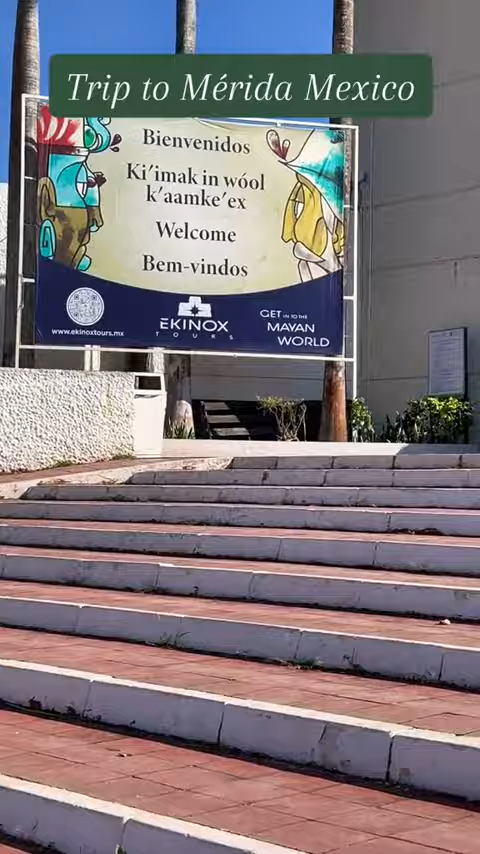 Trip to Mérida Mexico
Bienvenidos
Ki'imak in wóol
k'aamke'ex
Welcome
Bem-vindos
www.ekinoxtours.mx
EKINOX
TOURS
GET IN TO THE
MAYAN
WORLD